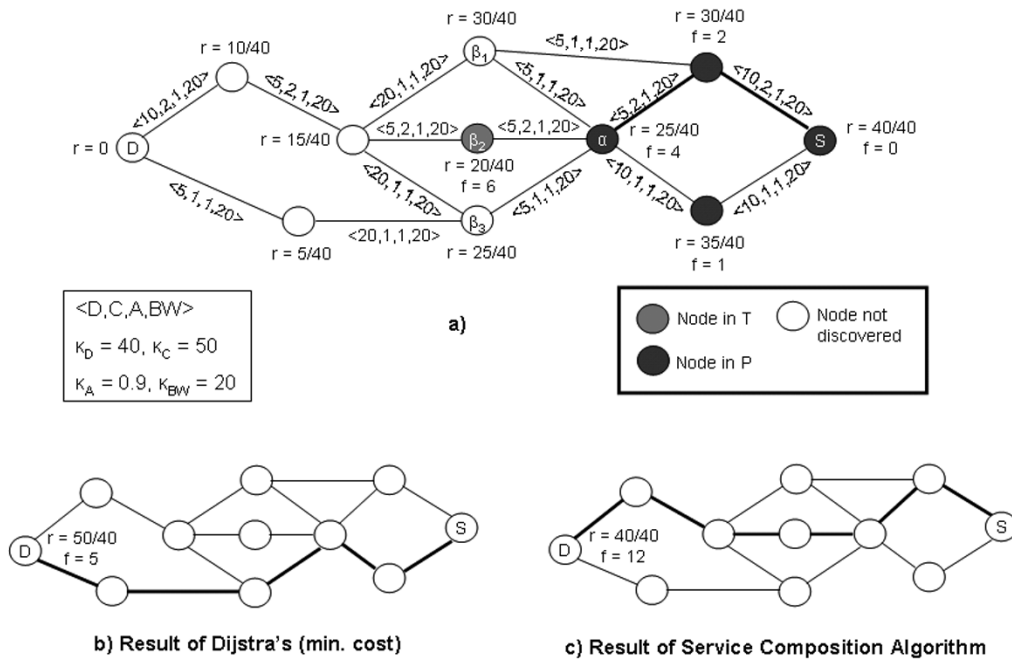 r = 30/40
r = 30/40
f = 2
r = 10/40
β1
<5,1,1,20>
<10,2,1,20>
<5,2,1,20>
<20,1,1,20>
<5,1,1,20>
<5,2,1,20>
<10,2,1,20>
r = 0
D
r = 15/40
<5,2,1,20>
β2
<5,2,1,20>
α
r = 25/40
f = 4
S
r = 40/40
f = 0
r = 20/40
f = 6
<5,1,1,20>
<20,1,1,20>
<5,1,1,20>
<10,1,1,20>
<10,1,1,20>
<20,1,1,20>
β3
r = 5/40
r = 25/40
r = 35/40
f = 1
<D,C,A,BW>
κD = 40, κC = 50
κA = 0.9, κBW = 20
a)
Node in T
Node not
discovered
Node in P
D
r = 50/40
f = 5
S
D
r = 40/40
f = 12
S
b) Result of Dijstra's (min. cost)
c) Result of Service Composition Algorithm